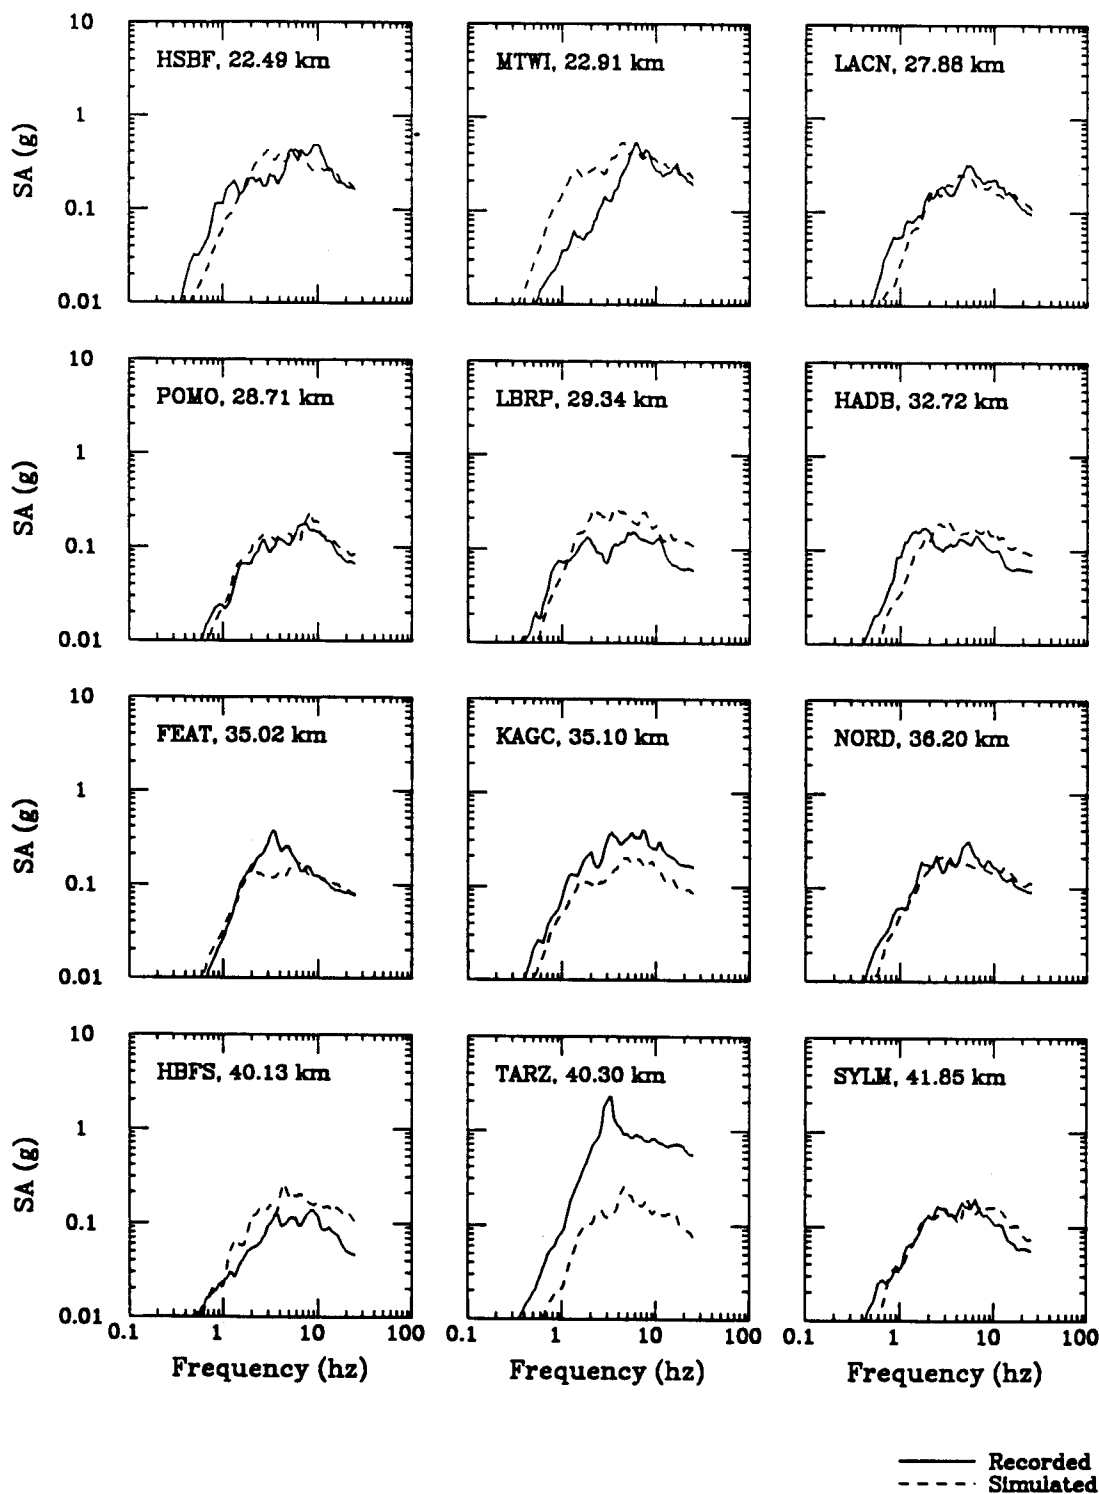 10
HSBF, 22.49 km
MTWI, 22.91 km
LACN, 27.88 km
1
SA (g)
0.1
0.01
10
POMO, 28.71 km
LBRP, 29.34 km
HADB, 32.72 km
1
SA (g)
0.1
0.01
10
FEAT, 35.02 km
KAGC, 35.10 km
NORD, 36.20 km
1
SA (g)
0.1
0.01
10
HBFS, 40.13 km
TARZ, 40.30 km
SYLM, 41.85 km
1
SA (g)
0.1
0.01
0.1 1 10 100
0.1 1 10 100
0.1 1 10 100
Frequency (hz)
Frequency (hz)
Frequency (hz)
Recorded
Simulated